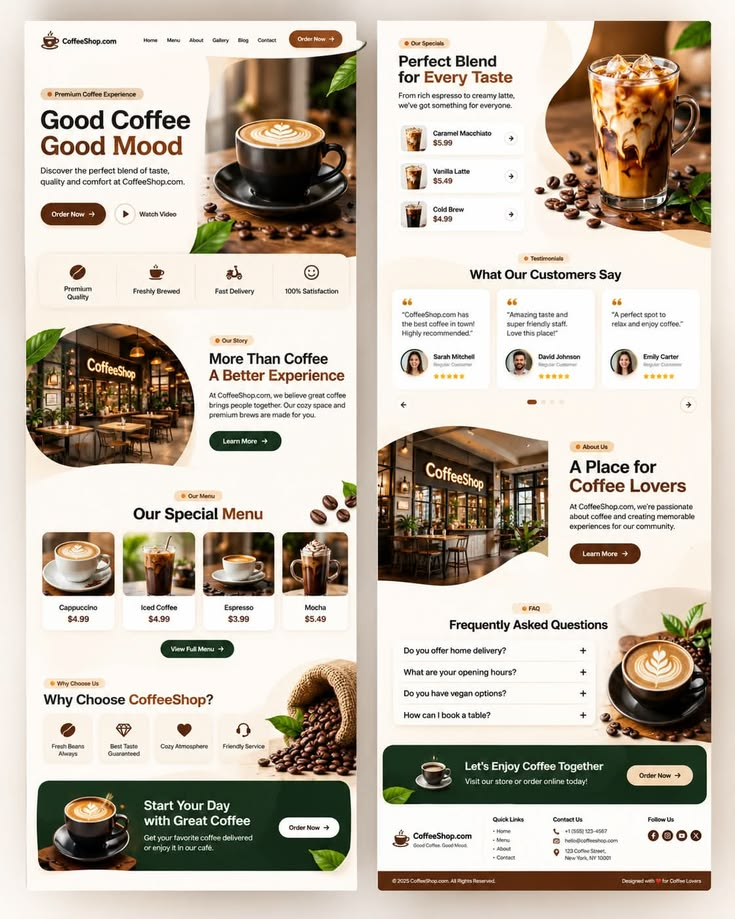 CoffeeShop.com
Home Menu About Gallery Blog Contact
Order Now →
Premium Coffee Experience
Good Coffee
Good Mood
Discover the perfect blend of taste,
quality and comfort at CoffeeShop.com.
Order Now →
Watch Video
Premium
Quality
Freshly Brewed
Fast Delivery
100% Satisfaction
CoffeeShop
Our Story
More Than Coffee
A Better Experience
At CoffeeShop.com, we believe great coffee
brings people together. Our cozy space and
premium brews are made for you.
Learn More →
Our Menu
Our Special Menu
Cappuccino
$4.99
Iced Coffee
$4.99
Espresso
$3.99
Mocha
$5.49
View Full Menu →
Why Choose Us
Why Choose CoffeeShop?
Fresh Beans
Always
Best Taste
Guaranteed
Cozy Atmosphere
Friendly Service
Start Your Day
with Great Coffee
Get your favorite coffee delivered
or enjoy it in our café.
Order Now →
Our Specials
Perfect Blend
for Every Taste
From rich espresso to creamy latte,
we've got something for everyone.
Caramel Macchiato
$5.99
→
Vanilla Latte
$5.49
→
Cold Brew
$4.99
→
Testimonials
What Our Customers Say
“CoffeeShop.com has
the best coffee in town!
Highly recommended.”
Sarah Mitchell
Regular Customer
“Amazing taste and
super friendly staff.
Love this place!”
David Johnson
Regular Customer
“A perfect spot to
relax and enjoy coffee.”
Emily Carter
Regular Customer
← →
CoffeeShop
About Us
A Place for
Coffee Lovers
At CoffeeShop.com, we're passionate
about coffee and creating memorable
experiences for our community.
Learn More →
FAQ
Frequently Asked Questions
Do you offer home delivery? +
What are your opening hours? +
Do you have vegan options? +
How can I book a table? +
Let's Enjoy Coffee Together
Visit our store or order online today!
Order Now →
CoffeeShop.com
Good Coffee. Good Mood.
Quick Links
• Home
• Menu
• About
• Contact
Contact Us
+1 (555) 123-4567
hello@coffeeshop.com
123 Coffee Street,
New York, NY 10001
Follow Us
© 2025 CoffeeShop.com. All Rights Reserved.
Designed with ❤ for Coffee Lovers